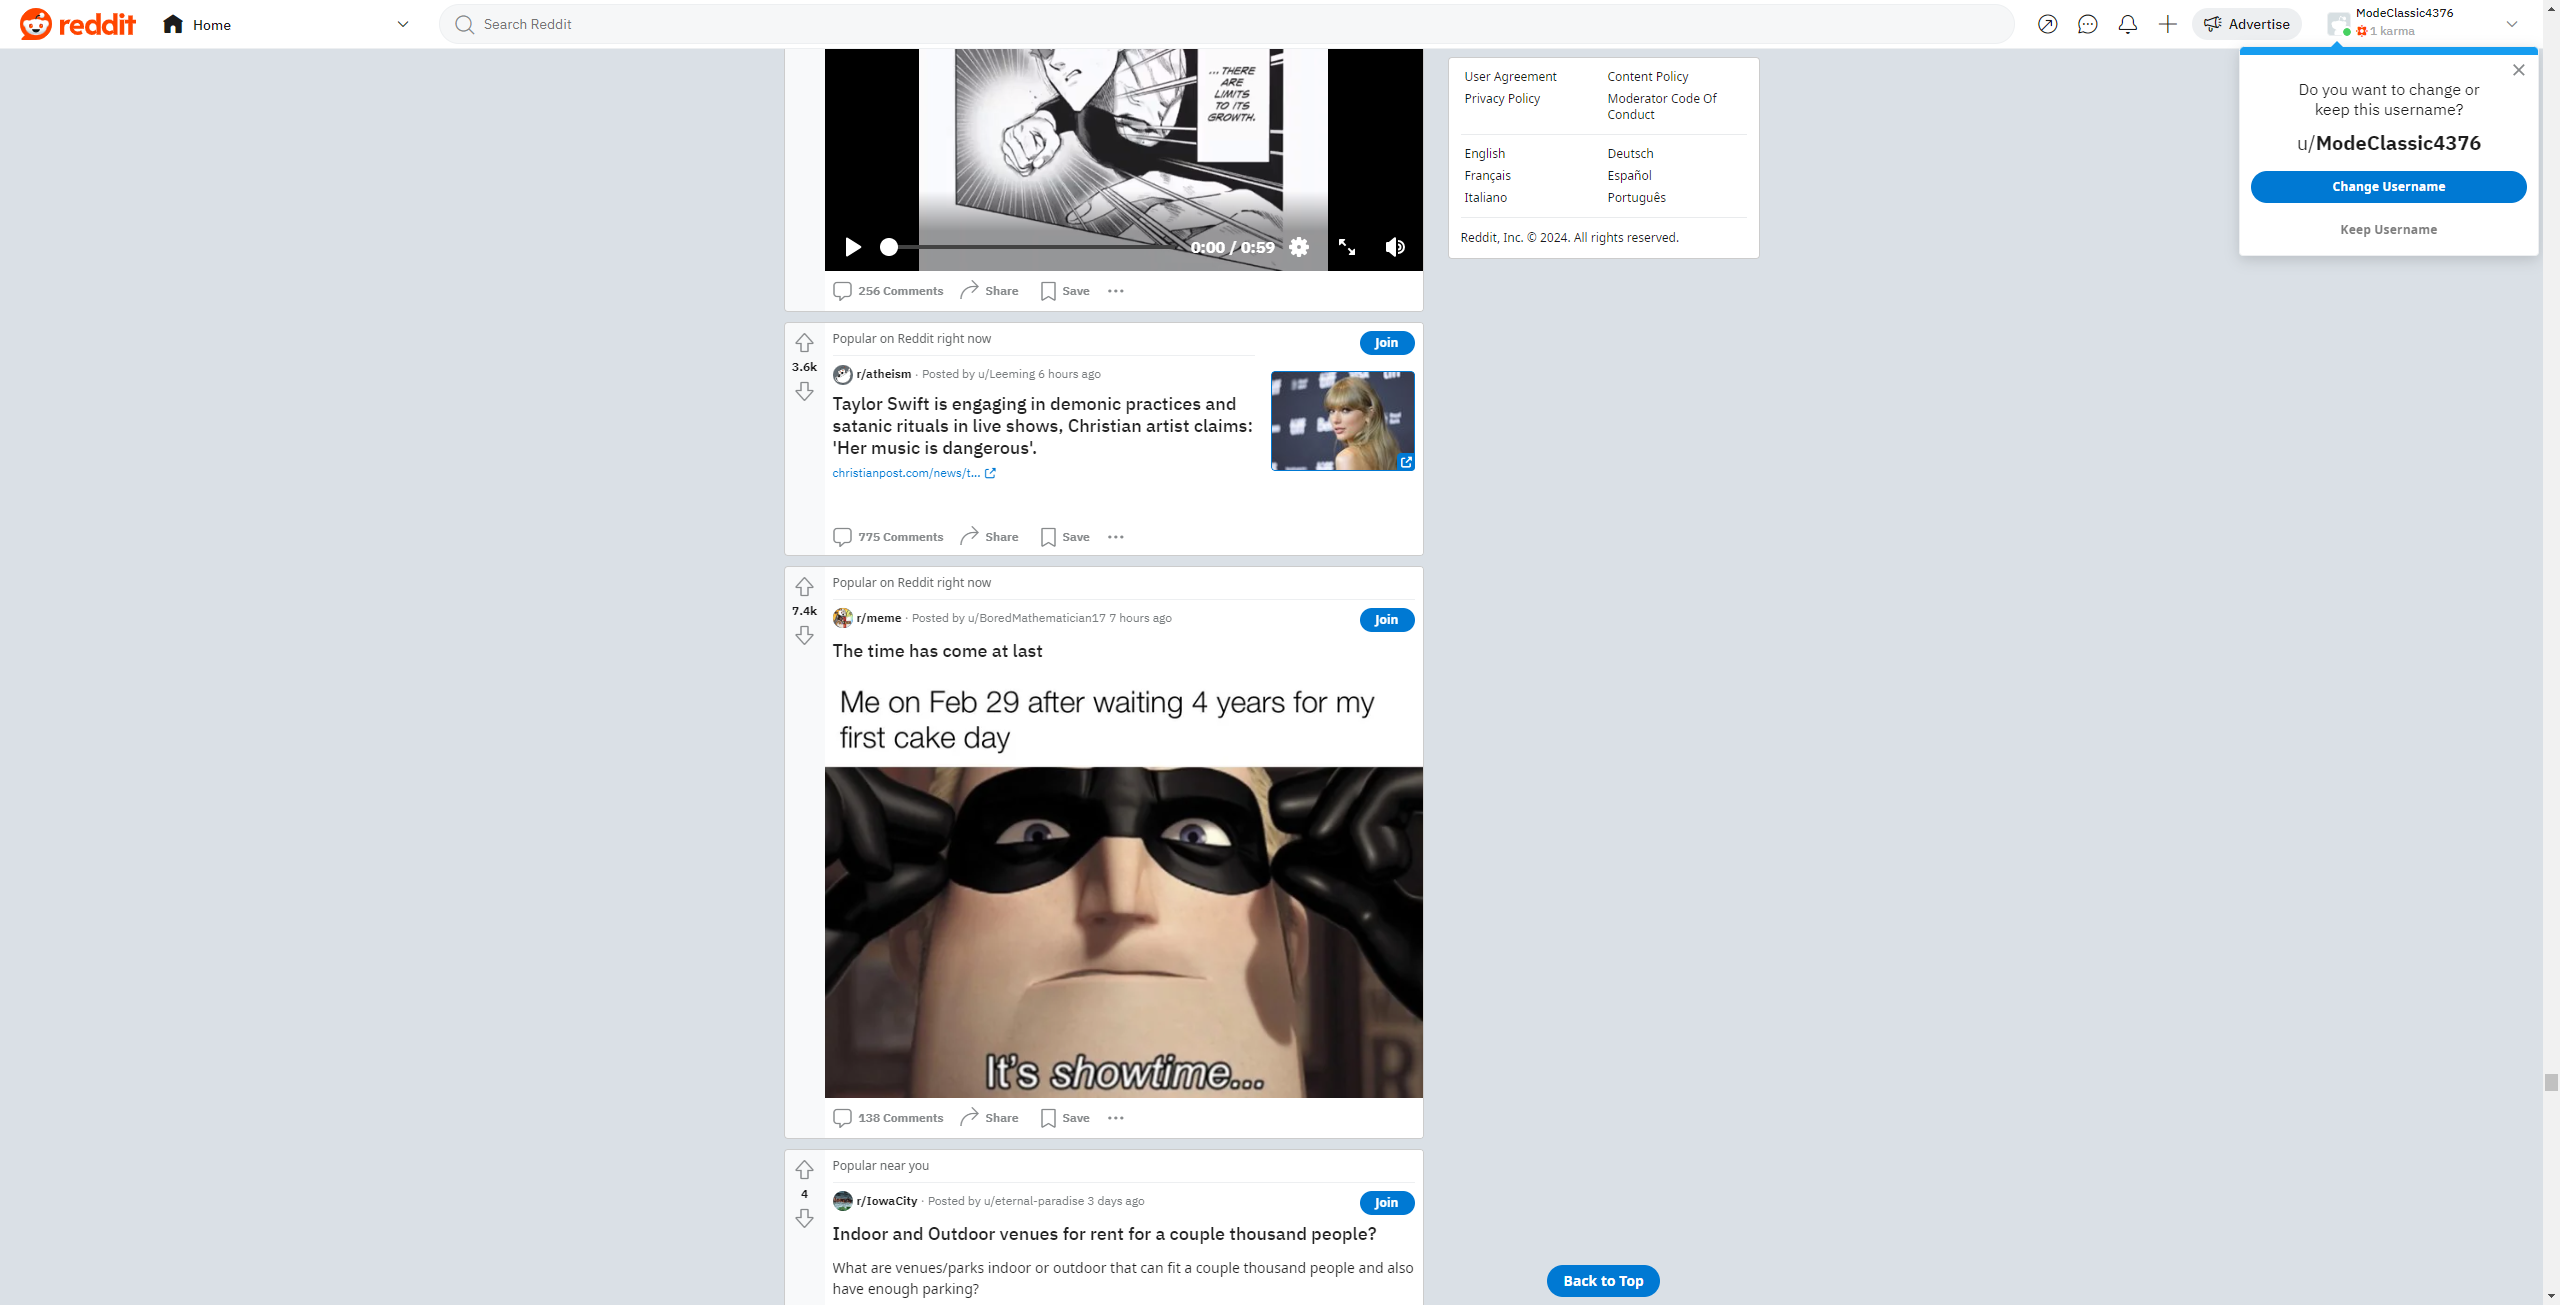 reddit
Home
Search Reddit
Advertise
ModeClassic4376
1 karma
Do you want to change or
keep this username?
u/ModeClassic4376
Change Username
Keep Username
User Agreement
Content Policy
Privacy Policy
Moderator Code Of
Conduct
English
Deutsch
Français
Español
Italiano
Português
Reddit, Inc. © 2024. All rights reserved.
...THERE
ARE
LIMITS
TO ITS
GROWTH.
0:00 / 0:59
256 Comments
Share
Save
3.6k
Popular on Reddit right now
Join
r/atheism · Posted by u/Leeming 6 hours ago
Taylor Swift is engaging in demonic practices and
satanic rituals in live shows, Christian artist claims:
'Her music is dangerous'.
christianpost.com/news/t...
775 Comments
Share
Save
7.4k
Popular on Reddit right now
r/meme · Posted by u/BoredMathematician17 7 hours ago
Join
The time has come at last
Me on Feb 29 after waiting 4 years for my
first cake day
It's showtime...
138 Comments
Share
Save
4
Popular near you
r/IowaCity · Posted by u/eternal-paradise 3 days ago
Join
Indoor and Outdoor venues for rent for a couple thousand people?
What are venues/parks indoor or outdoor that can fit a couple thousand people and also
have enough parking?
Back to Top